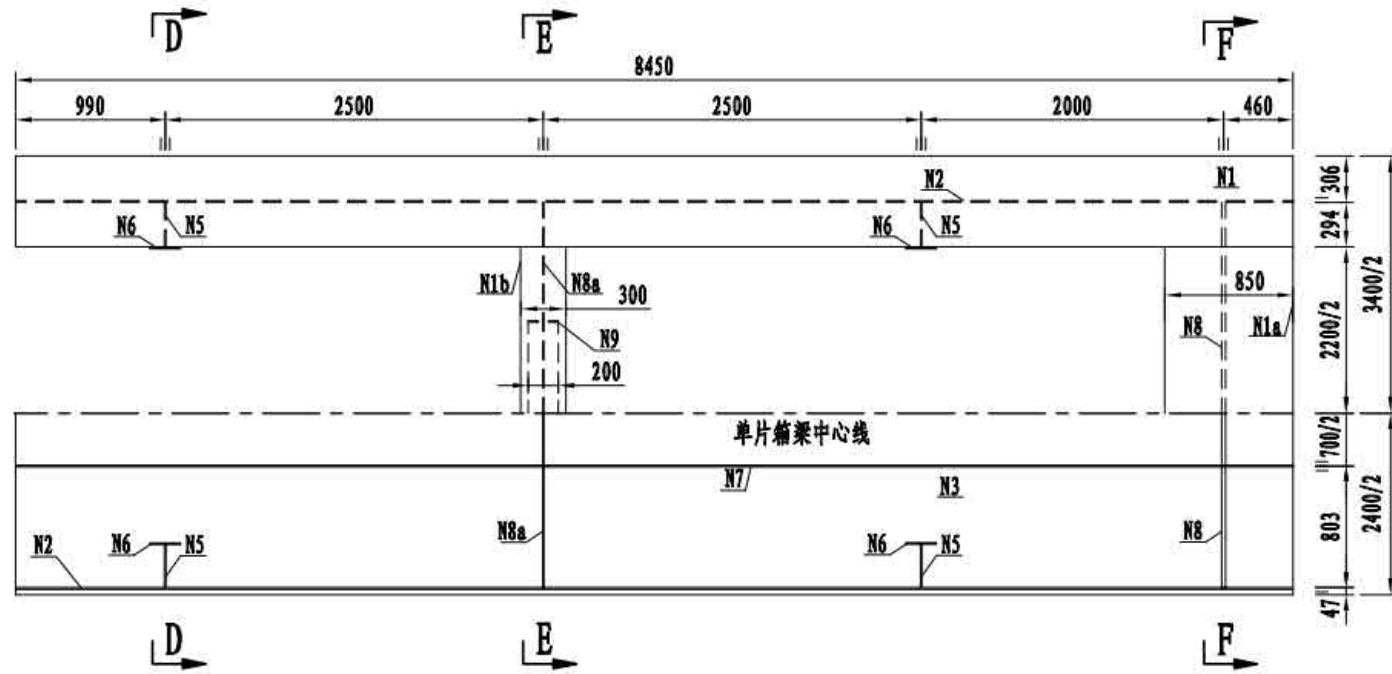 D E F
8450
990 2500 2500 2000 460
N2 N1 306
N6 N5 N6 N5 294
N1b N8a 300 850 2200/2 3400/2
N9 N8 N1a
200
单片箱梁中心线 700/2
N7 N3
N2 N6 N5 N8a N6 N5 N8 803 2400/2
47
D E F